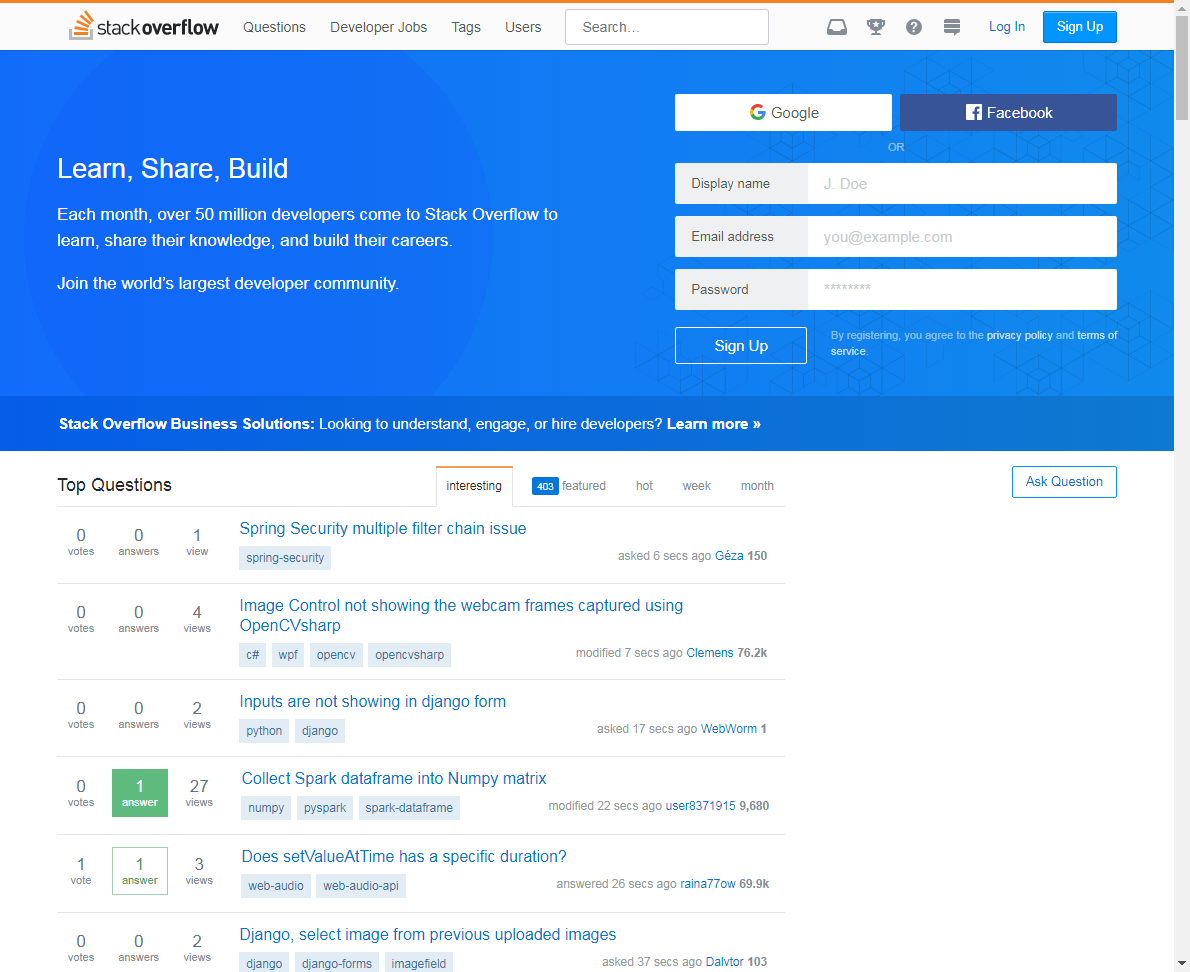 stackoverflow Questions Developer Jobs Tags Users Search... Log In Sign Up
Google Facebook
OR
Learn, Share, Build
Each month, over 50 million developers come to Stack Overflow to
learn, share their knowledge, and build their careers.
Join the world's largest developer community.
Display name J. Doe
Email address you@example.com
Password ********
Sign Up
By registering, you agree to the privacy policy and terms
of service.
Stack Overflow Business Solutions: Looking to understand, engage, or hire developers? Learn more »
Top Questions interesting 403 featured hot week month Ask Question
0 votes 0 answers 1 view
Spring Security multiple filter chain issue
spring-security
asked 6 secs ago Géza 150
0 votes 0 answers 4 views
Image Control not showing the webcam frames captured using
OpenCVsharp
c# wpf opencv opencvsharp
modified 7 secs ago Clemens 76.2k
0 votes 0 answers 2 views
Inputs are not showing in django form
python django
asked 17 secs ago WebWorm 1
0 votes 1 answer 27 views
Collect Spark dataframe into Numpy matrix
numpy pyspark spark-dataframe
modified 22 secs ago user8371915 9,680
1 vote 1 answer 3 views
Does setValueAtTime has a specific duration?
web-audio web-audio-api
answered 26 secs ago raina77ow 69.9k
0 votes 0 answers 2 views
Django, select image from previous uploaded images
django django-forms imagefield
asked 37 secs ago Dalvtor 103